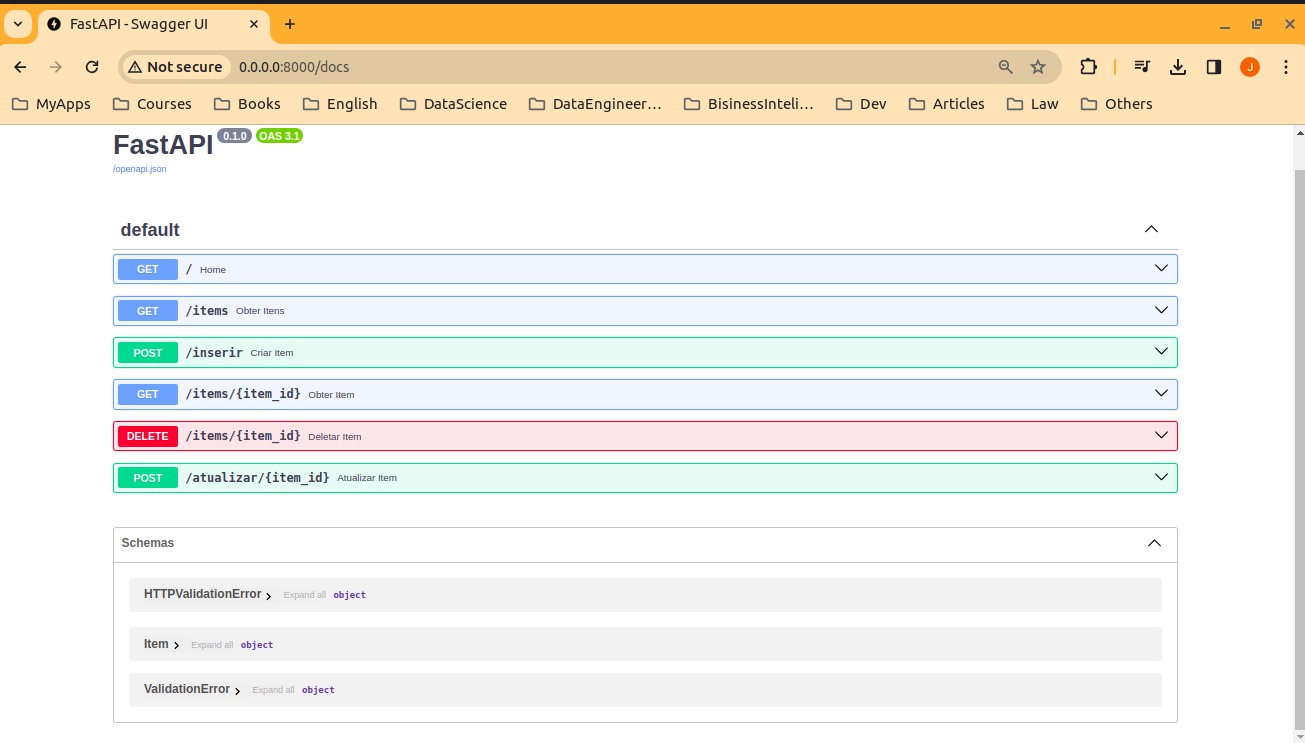 FastAPI - Swagger UI
Not secure 0.0.0.0:8000/docs
J
MyApps Courses Books English DataScience DataEngineer... BisinessInteli... Dev Articles Law Others
FastAPI 0.1.0 OAS 3.1
/openapi.json
default
GET / Home
GET /items Obter Itens
POST /inserir Criar Item
GET /items/{item_id} Obter Item
DELETE /items/{item_id} Deletar Item
POST /atualizar/{item_id} Atualizar Item
Schemas
HTTPValidationError Expand all object
Item Expand all object
ValidationError Expand all object